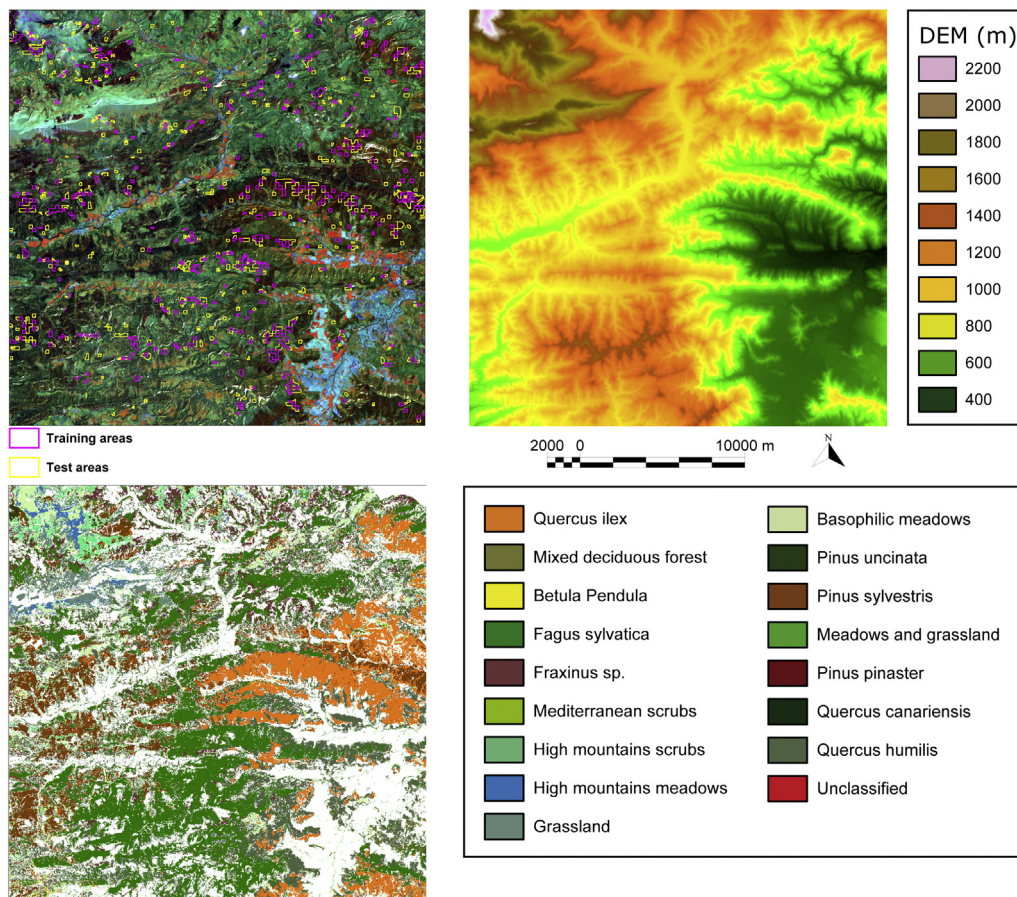 DEM (m)
2200
2000
1800
1600
1400
1200
1000
800
600
400
Training areas
Test areas
2000 0 10000 m
N
Quercus ilex
Mixed deciduous forest
Betula Pendula
Fagus sylvatica
Fraxinus sp.
Mediterranean scrubs
High mountains scrubs
High mountains meadows
Grassland
Basophilic meadows
Pinus uncinata
Pinus sylvestris
Meadows and grassland
Pinus pinaster
Quercus canariensis
Quercus humilis
Unclassified